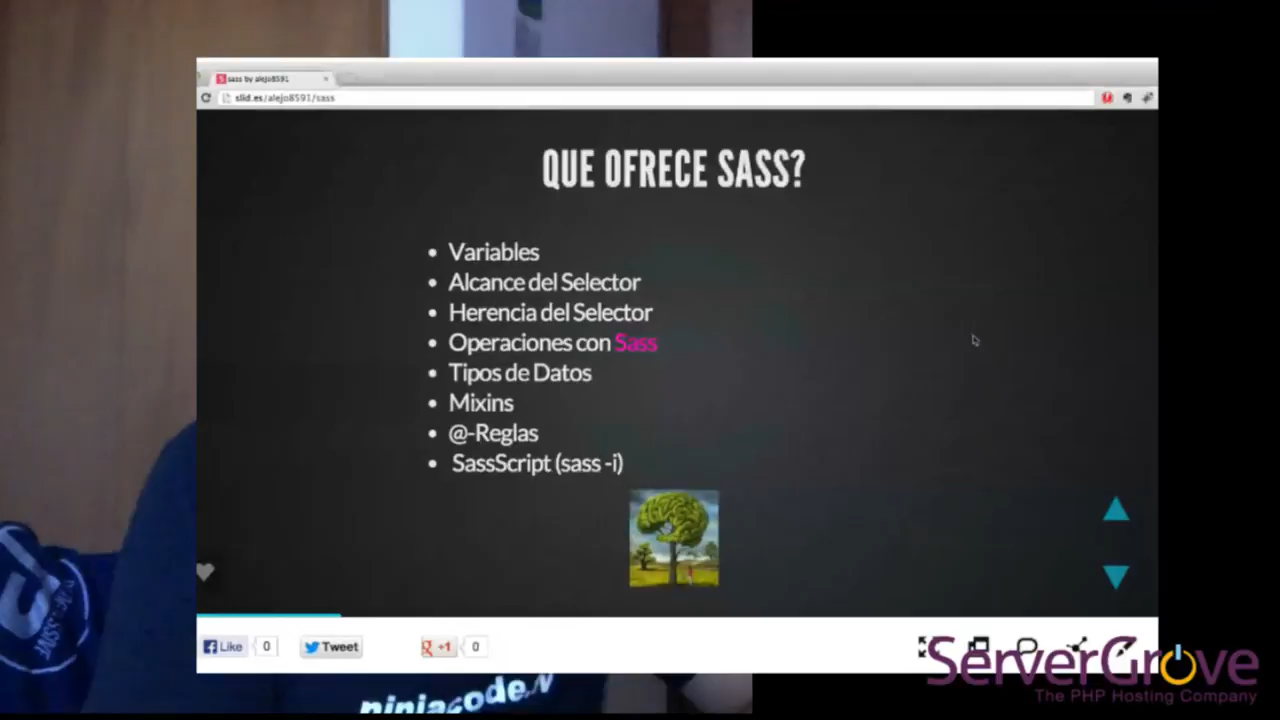 sass by alejo8591
slid.es/alejo8591/sass
QUE OFRECE SASS?
Variables
Alcance del Selector
Herencia del Selector
Operaciones con Sass
Tipos de Datos
Mixins
@-Reglas
SassScript (sass -i)
Like 0 Tweet +1 0
ServerGrove
The PHP Hosting Company